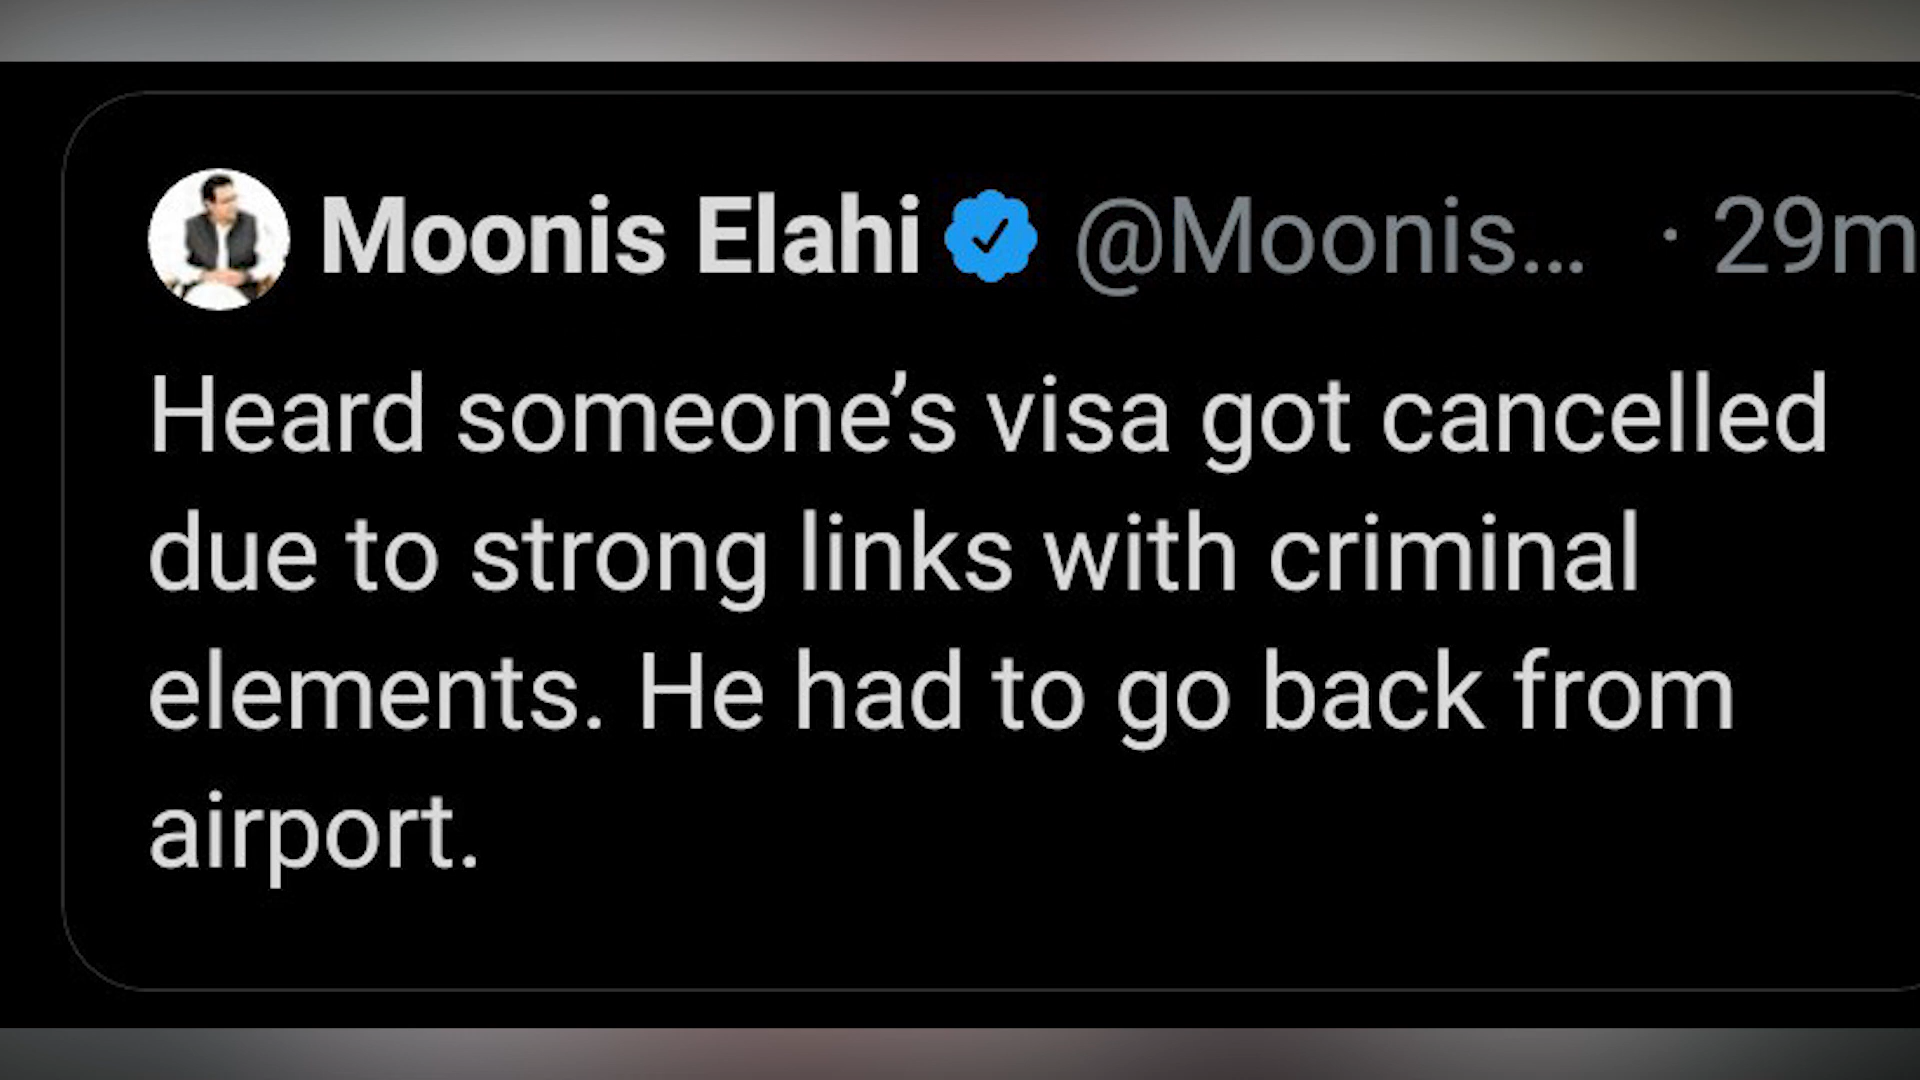 Moonis Elahi @Moonis... · 29m
Heard someone’s visa got cancelled
due to strong links with criminal
elements. He had to go back from
airport.